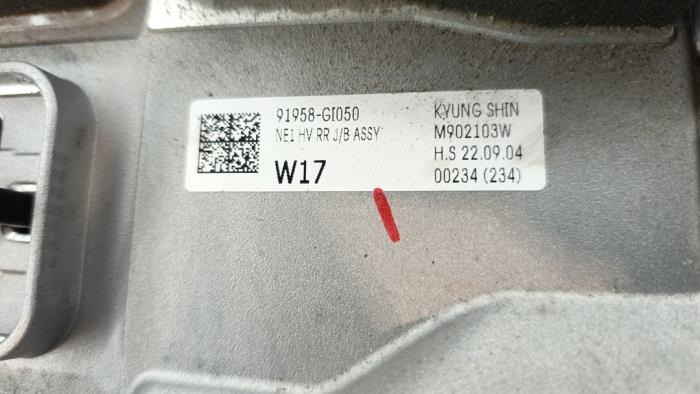 91958-GI050
NE1 HV RR J/B ASSY
W17
KYUNG SHIN
M902103W
H.S 22.09.04
00234 (234)